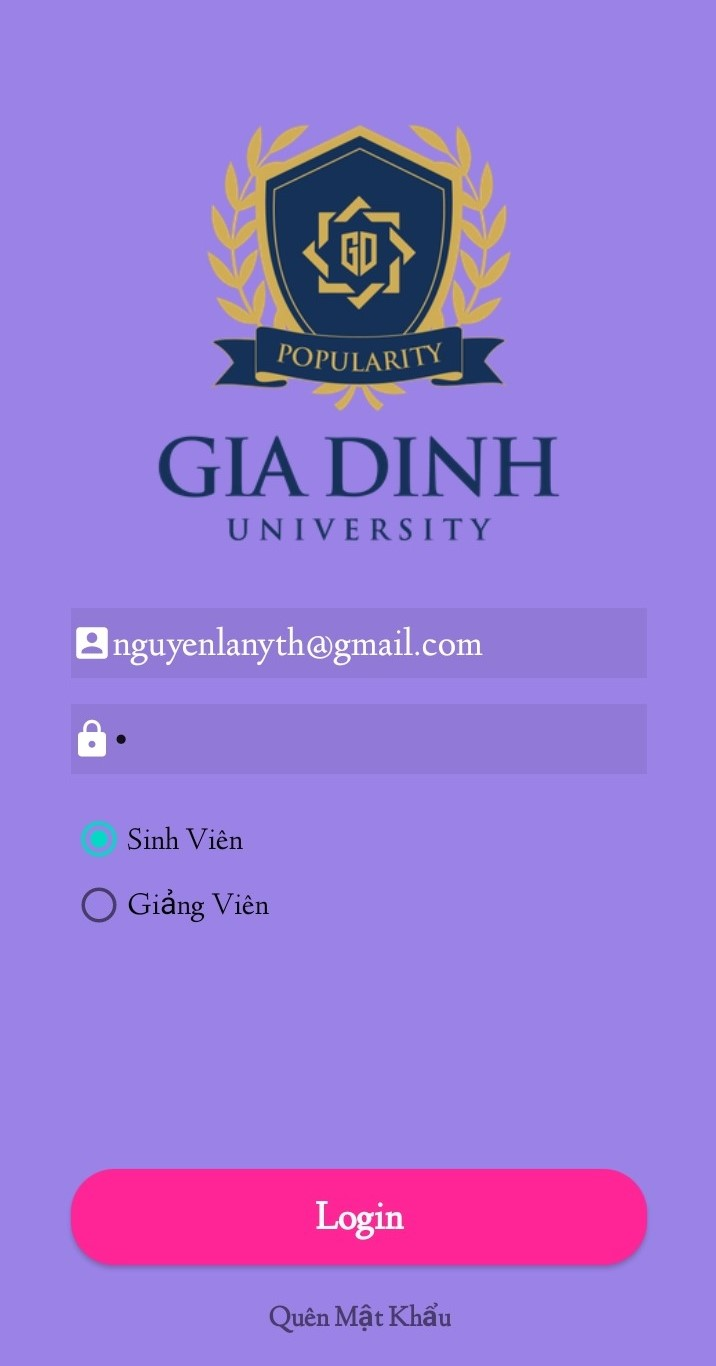 GD
POPULARITY
GIA DINH
UNIVERSITY
nguyenlanyth@gmail.com
•
Sinh Viên
Giảng Viên
Login
Quên Mật Khẩu